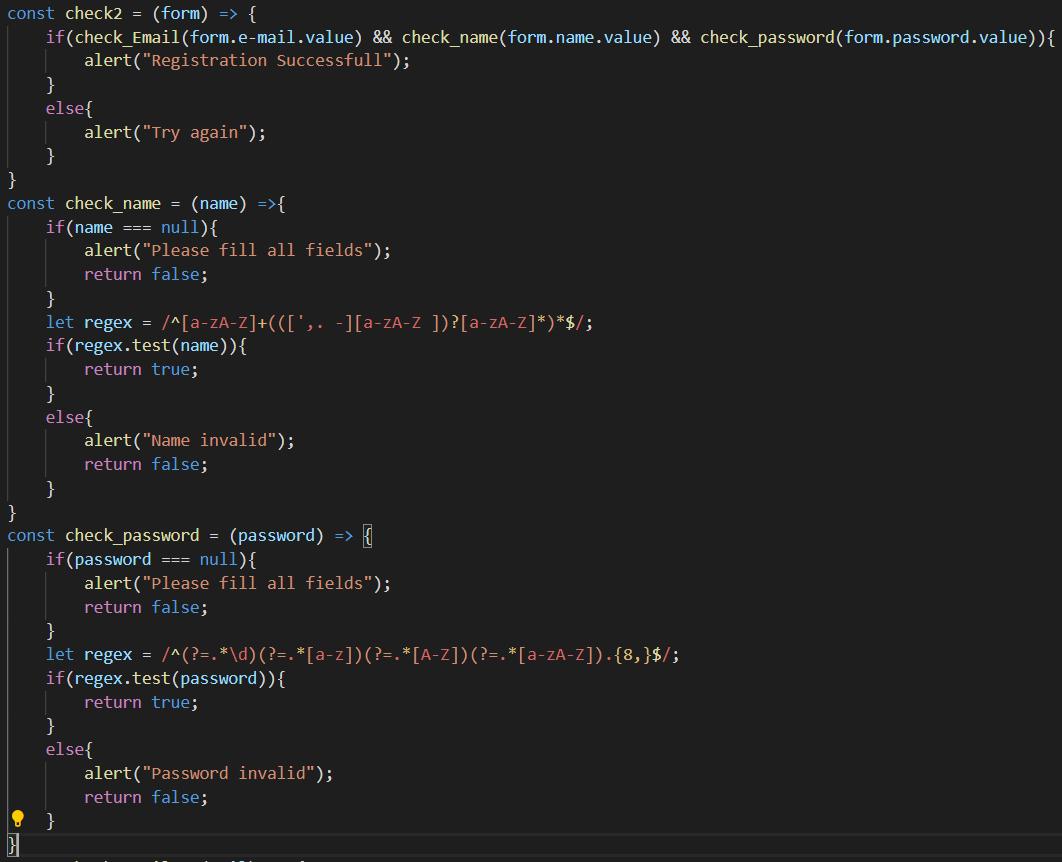 const check2 = (form) => {
    if(check_Email(form.e-mail.value) && check_name(form.name.value) && check_password(form.password.value)){
        alert("Registration Successfull");
    }
    else{
        alert("Try again");
    }
}
const check_name = (name) =>{
    if(name === null){
        alert("Please fill all fields");
        return false;
    }
    let regex = /^[a-zA-Z]+(([',. -][a-zA-Z ])?[a-zA-Z]*)*$/;
    if(regex.test(name)){
        return true;
    }
    else{
        alert("Name invalid");
        return false;
    }
}
const check_password = (password) => {
    if(password === null){
        alert("Please fill all fields");
        return false;
    }
    let regex = /^(?=.*\d)(?=.*[a-z])(?=.*[A-Z])(?=.*[a-zA-Z]).{8,}$/;
    if(regex.test(password)){
        return true;
    }
    else{
        alert("Password invalid");
        return false;
    }
}